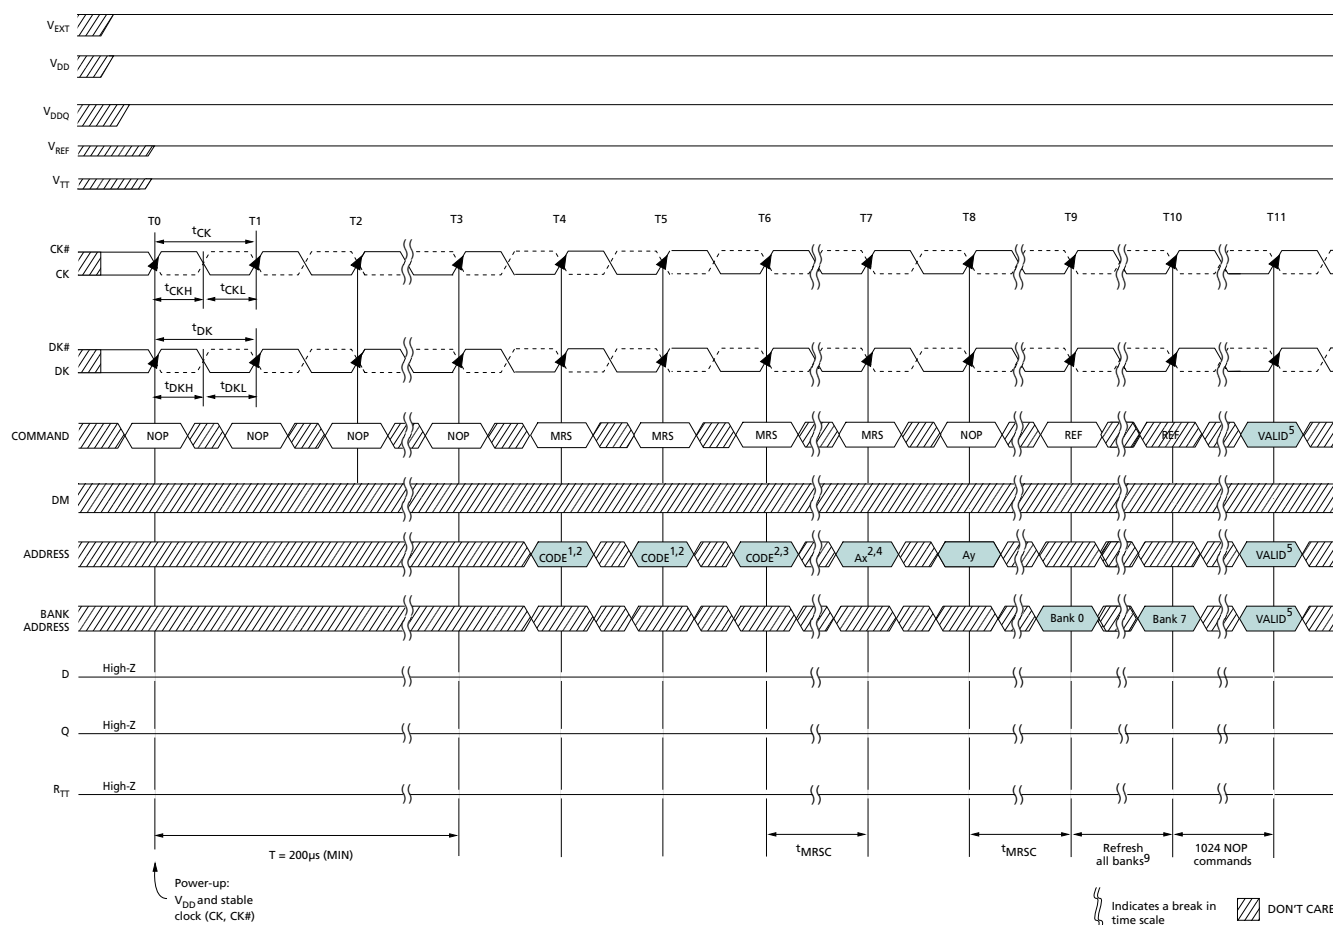 VEXT
VDD
VDDQ
VREF
VTT
T0 T1 T2 T3 T4 T5 T6 T7 T8 T9 T10 T11
tCK
CK#
CK
tCKH tCKL
tDK
DK#
DK
tDKH tDKL
COMMAND NOP NOP NOP NOP MRS MRS MRS MRS NOP REF REF VALID5
DM
ADDRESS CODE1,2 CODE1,2 CODE2,3 Ax2,4 Ay VALID5
BANK
ADDRESS Bank 0 Bank 7 VALID5
D High-Z
Q High-Z
RTT High-Z
T = 200µs (MIN) tMRSC tMRSC Refresh
all banks9 1024 NOP
commands
Power-up:
VDD and stable
clock (CK, CK#)
Indicates a break in
time scale
DON'T CARE